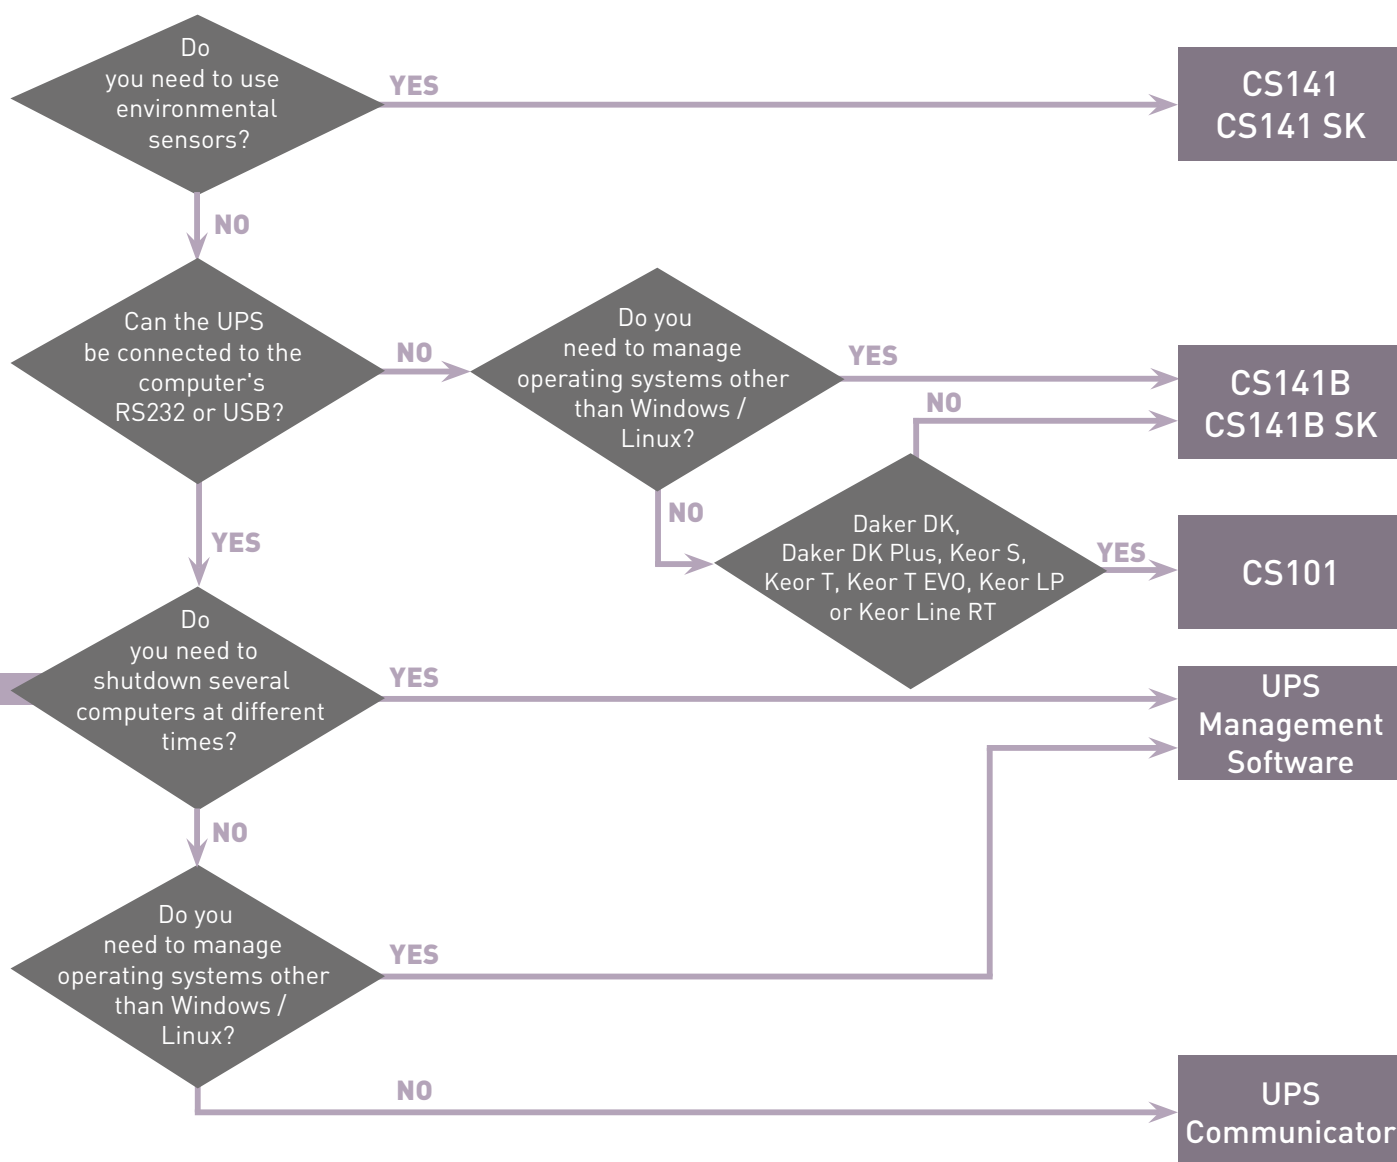 Do
you need to use
environmental
sensors?
YES
CS141
CS141 SK
NO
Can the UPS
be connected to the
computer's
RS232 or USB?
NO
Do you
need to manage
operating systems other
than Windows /
Linux?
YES
CS141B
CS141B SK
NO
NO
Daker DK,
Daker DK Plus, Keor S,
Keor T, Keor T EVO, Keor LP
or Keor Line RT
YES
CS101
YES
Do
you need to
shutdown several
computers at different
times?
YES
UPS
Management
Software
NO
Do you
need to manage
operating systems other
than Windows /
Linux?
YES
NO
UPS
Communicator